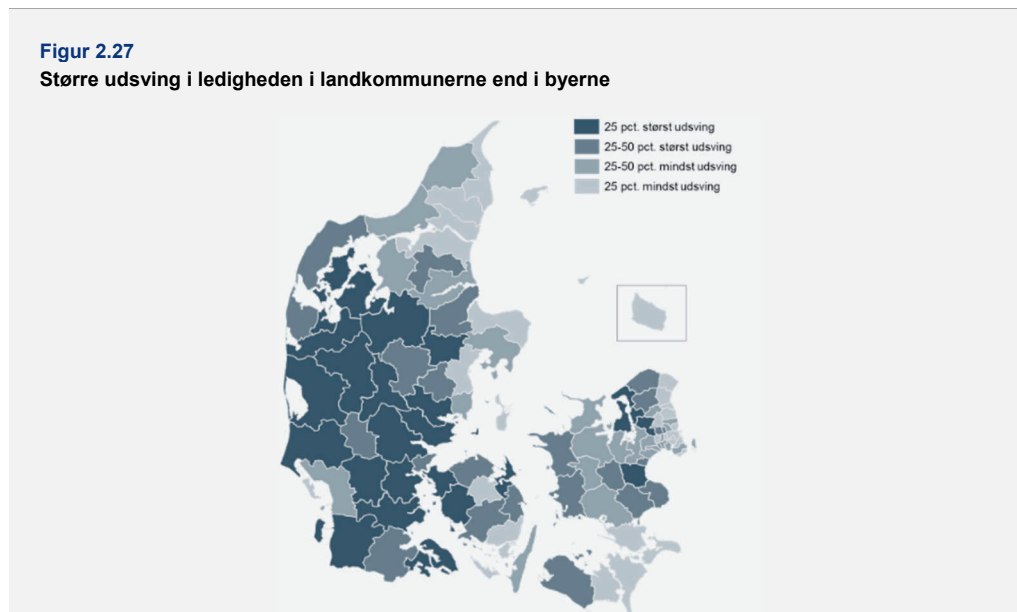 Figur 2.27
Større udsving i ledigheden i landkommunerne end i byerne
25 pct. størst udsving
25-50 pct. størst udsving
25-50 pct. mindst udsving
25 pct. mindst udsving